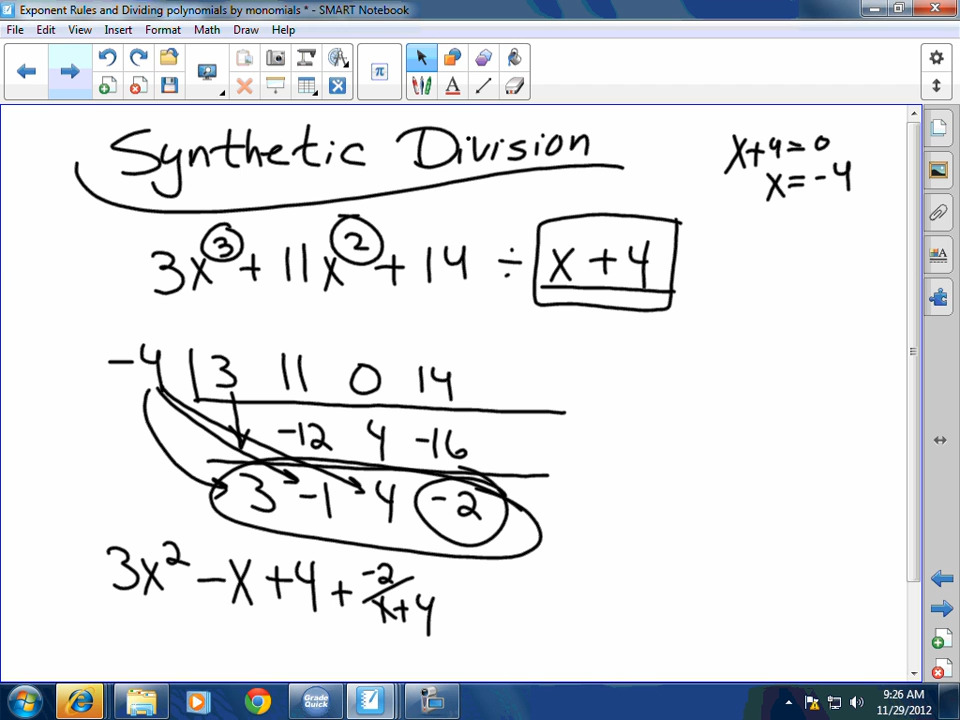 Exponent Rules and Dividing polynomials by monomials * - SMART Notebook
File Edit View Insert Format Math Draw Help
π
A
Synthetic Division
x+4=0
x=-4
3x³ + 11x² + 14 ÷ x + 4
-4 | 3 11 0 14
-12 4 -16
3 -1 4 -2
3x² - x + 4 + -2/x+4
Grade Quick
9:26 AM
11/29/2012